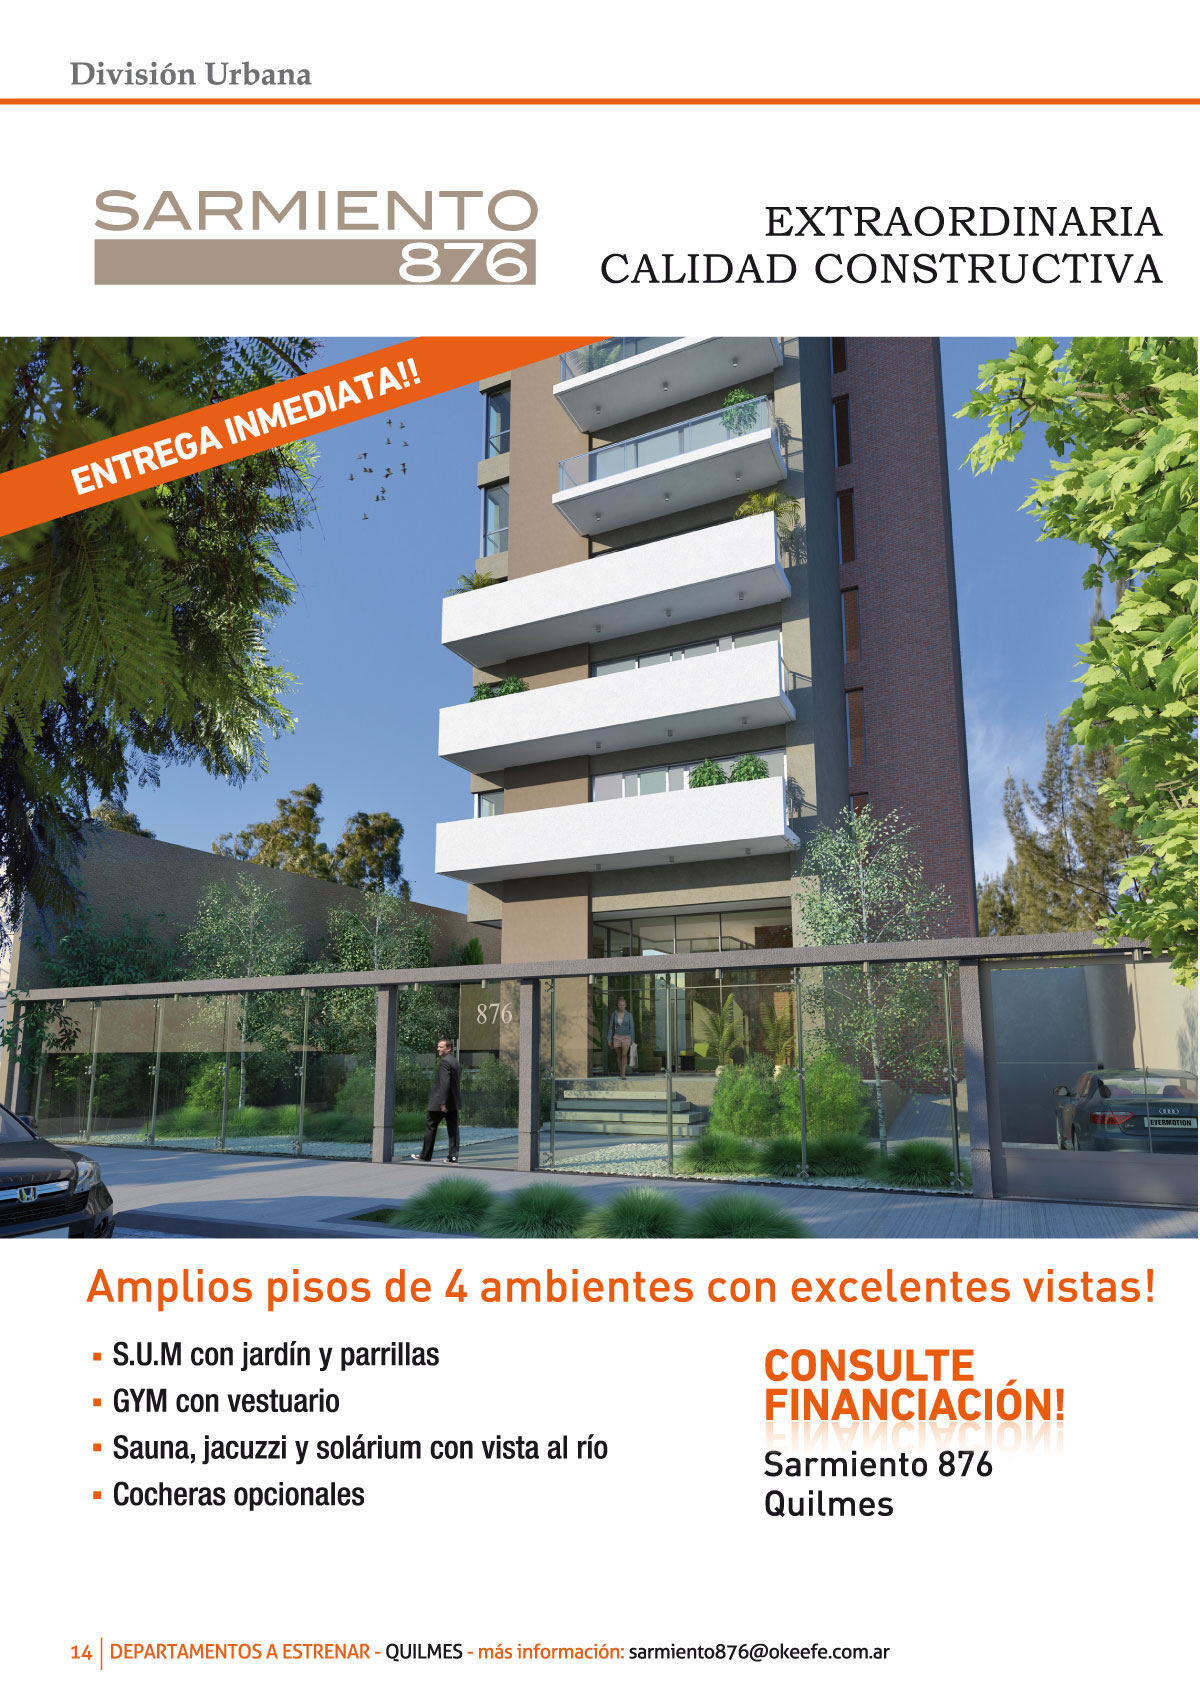 División Urbana
SARMIENTO
876
EXTRAORDINARIA
CALIDAD CONSTRUCTIVA
ENTREGA INMEDIATA!!
876
EVERMOTION
Amplios pisos de 4 ambientes con excelentes vistas!
S.U.M con jardín y parrillas
GYM con vestuario
Sauna, jacuzzi y solárium con vista al río
Cocheras opcionales
CONSULTE
FINANCIACIÓN!
Sarmiento 876
Quilmes
14 | DEPARTAMENTOS A ESTRENAR - QUILMES - más información: sarmiento876@okeefe.com.ar